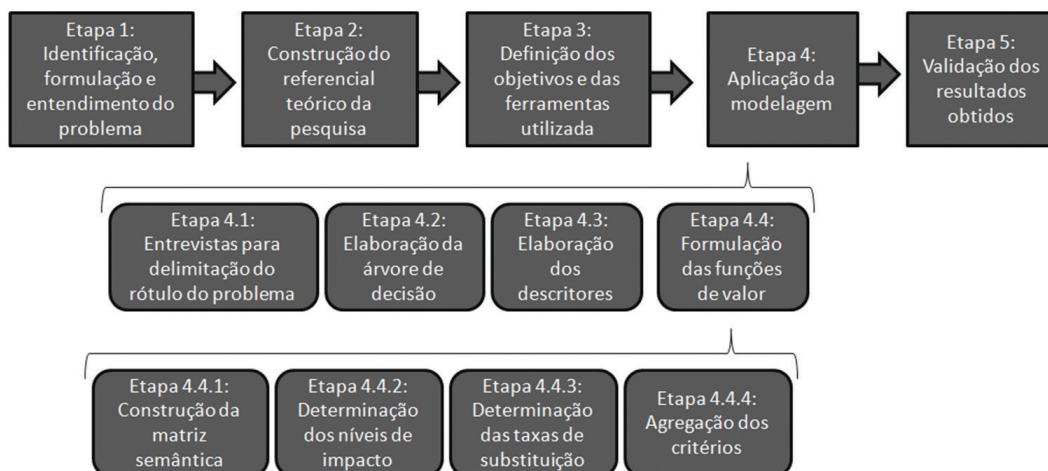 Etapa 1:
Identificação,
formulação e
entendimento do
problema
Etapa 2:
Construção do
referencial
teórico da
pesquisa
Etapa 3:
Definição dos
objetivos e das
ferramentas
utilizada
Etapa 4:
Aplicação da
modelagem
Etapa 5:
Validação dos
resultados
obtidos
Etapa 4.1:
Entrevistas para
delimitação do
rótulo do problema
Etapa 4.2:
Elaboração da
árvore de
decisão
Etapa 4.3:
Elaboração
dos
descritores
Etapa 4.4:
Formulação
das funções
de valor
Etapa 4.4.1:
Construção da
matriz
semântica
Etapa 4.4.2:
Determinação
dos níveis de
impacto
Etapa 4.4.3:
Determinação
das taxas de
substituição
Etapa 4.4.4:
Agregação dos
critérios